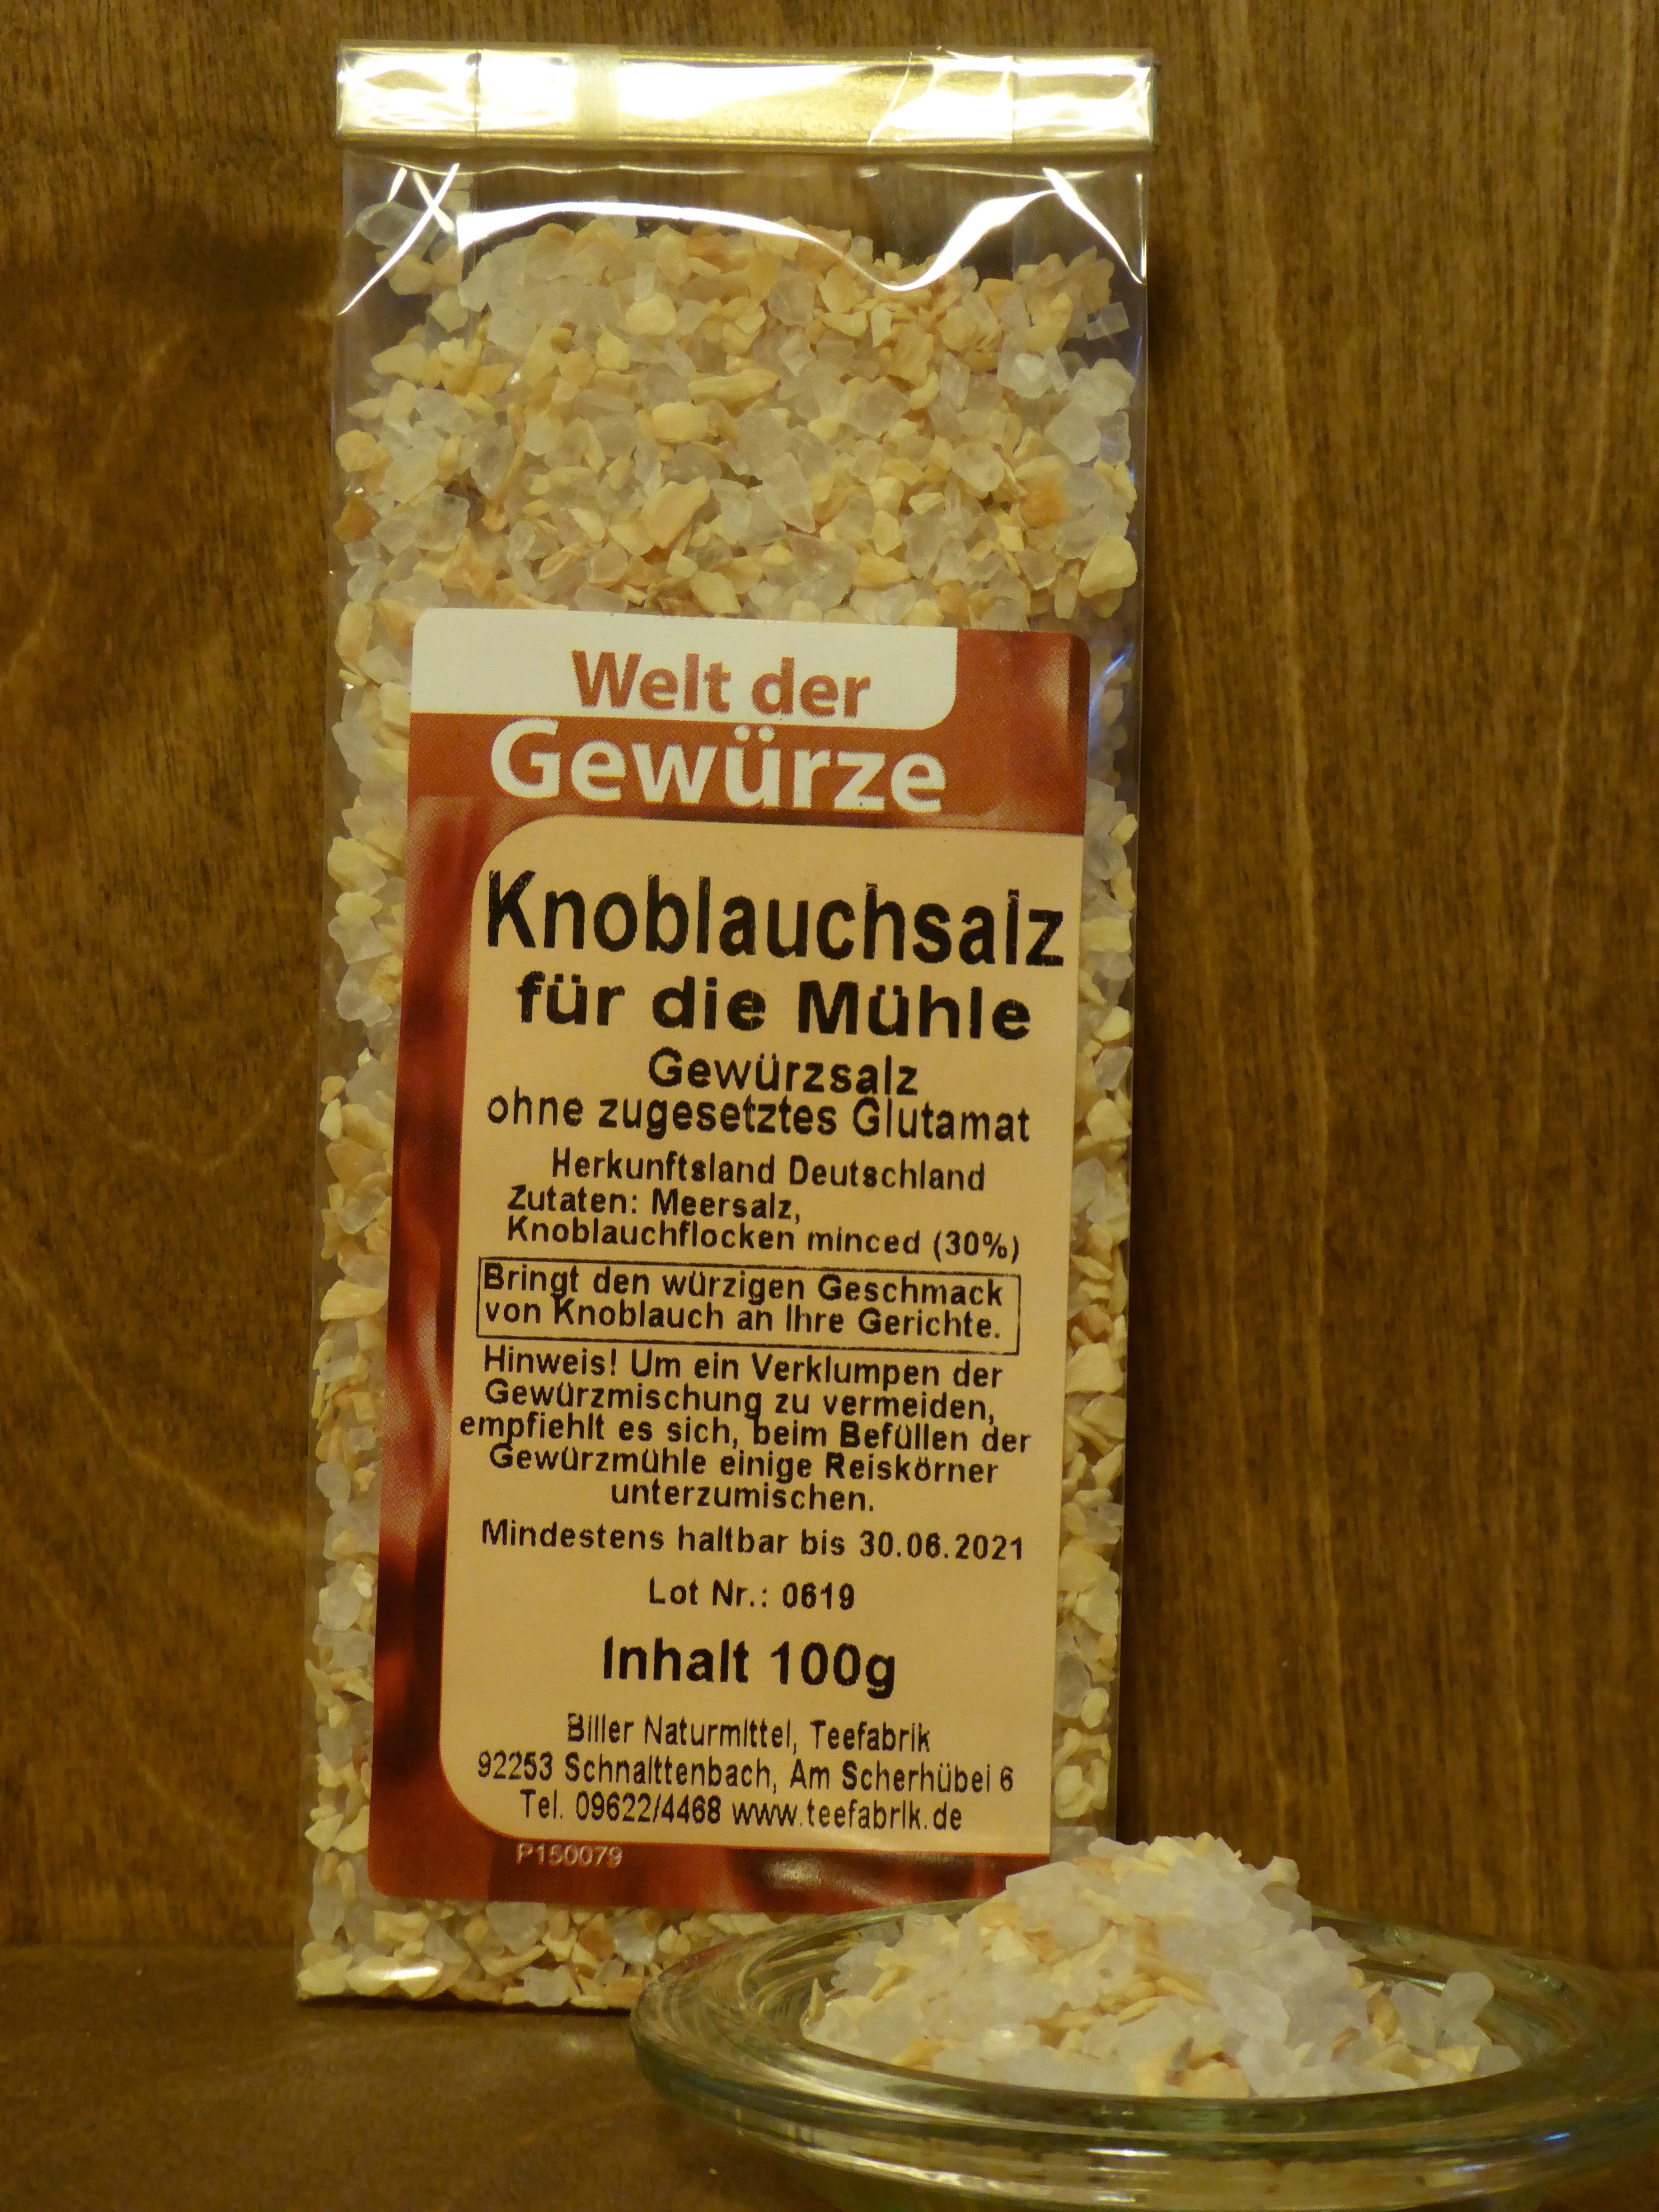 Welt der
Gewürze
Knoblauchsalz
für die Mühle
Gewürzsalz
ohne zugesetztes Glutamat
Herkunftsland Deutschland
Zutaten: Meersalz,
Knoblauchflocken minced (30%)
Bringt den würzigen Geschmack
von Knoblauch an Ihre Gerichte.
Hinweis! Um ein Verklumpen der
Gewürzmischung zu vermeiden,
empfiehlt es sich, beim Befüllen der
Gewürzmühle einige Reiskörner
unterzumischen.
Mindestens haltbar bis 30.06.2021
Lot Nr.: 0619
Inhalt 100g
Biller Naturmittel, Teefabrik
92253 Schnaittenbach, Am Scherhübel 6
Tel. 09622/4468 www.teefabrik.de
P150079